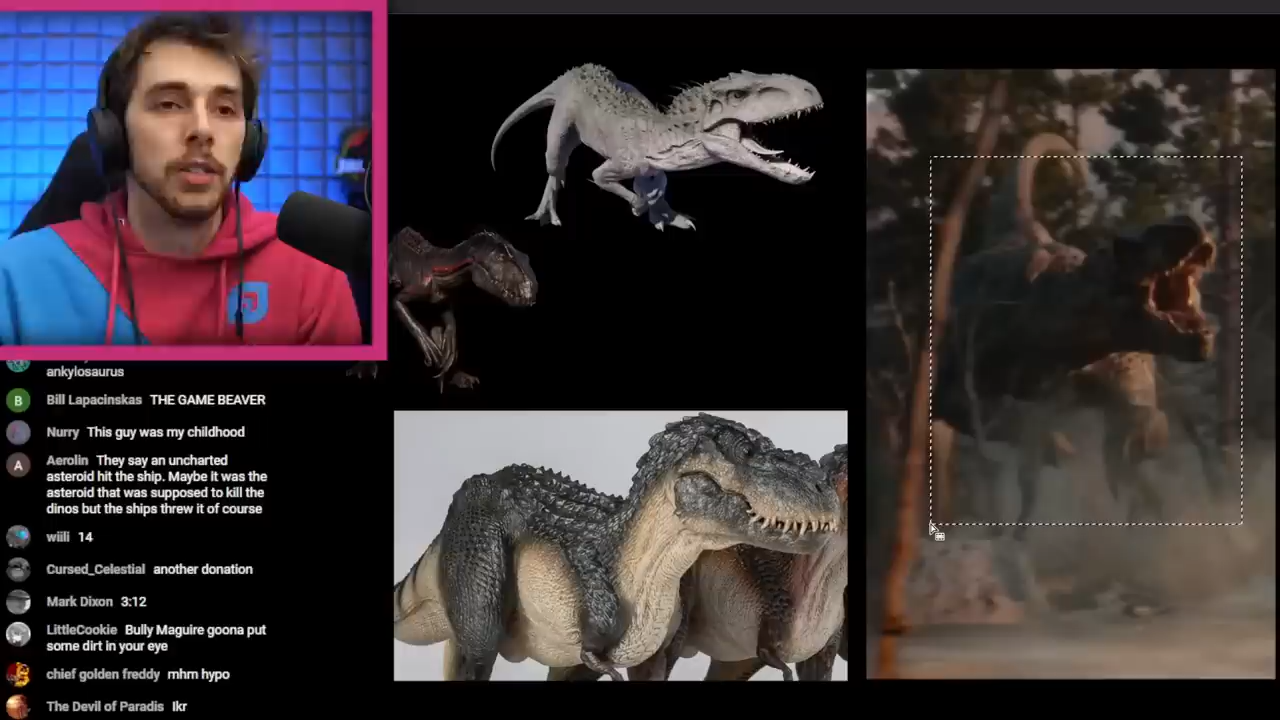 ankylosaurus
B Bill Lapacinskas THE GAME BEAVER
Nurry This guy was my childhood
A Aerolin They say an uncharted
asteroid hit the ship. Maybe it was the
asteroid that was supposed to kill the
dinos but the ships threw it of course
wiili 14
Cursed_Celestial another donation
Mark Dixon 3:12
LittleCookie Bully Maguire goona put
some dirt in your eye
chief golden freddy mhm hypo
The Devil of Paradis Ikr